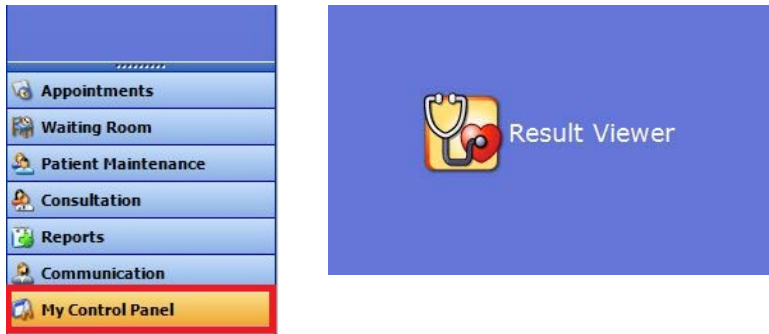 Appointments
Waiting Room
Patient Maintenance
Consultation
Reports
Communication
My Control Panel
Result Viewer